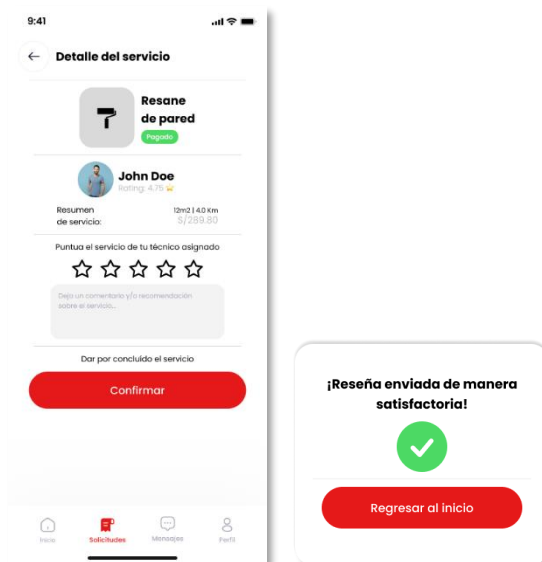 9:41
Detalle del servicio
Resane
de pared
Pagado
John Doe
Rating: 4.75
Resumen
de servicio:
12m2 | 4.0 Km
S/289.80
Puntua el servicio de tu técnico asignado
Deja un comentario y/o recomendación
sobre el servicio...
Dar por concluido el servicio
Confirmar
Inicio
Solicitudes
Mensajes
Perfil
¡Reseña enviada de manera
satisfactoria!
Regresar al inicio